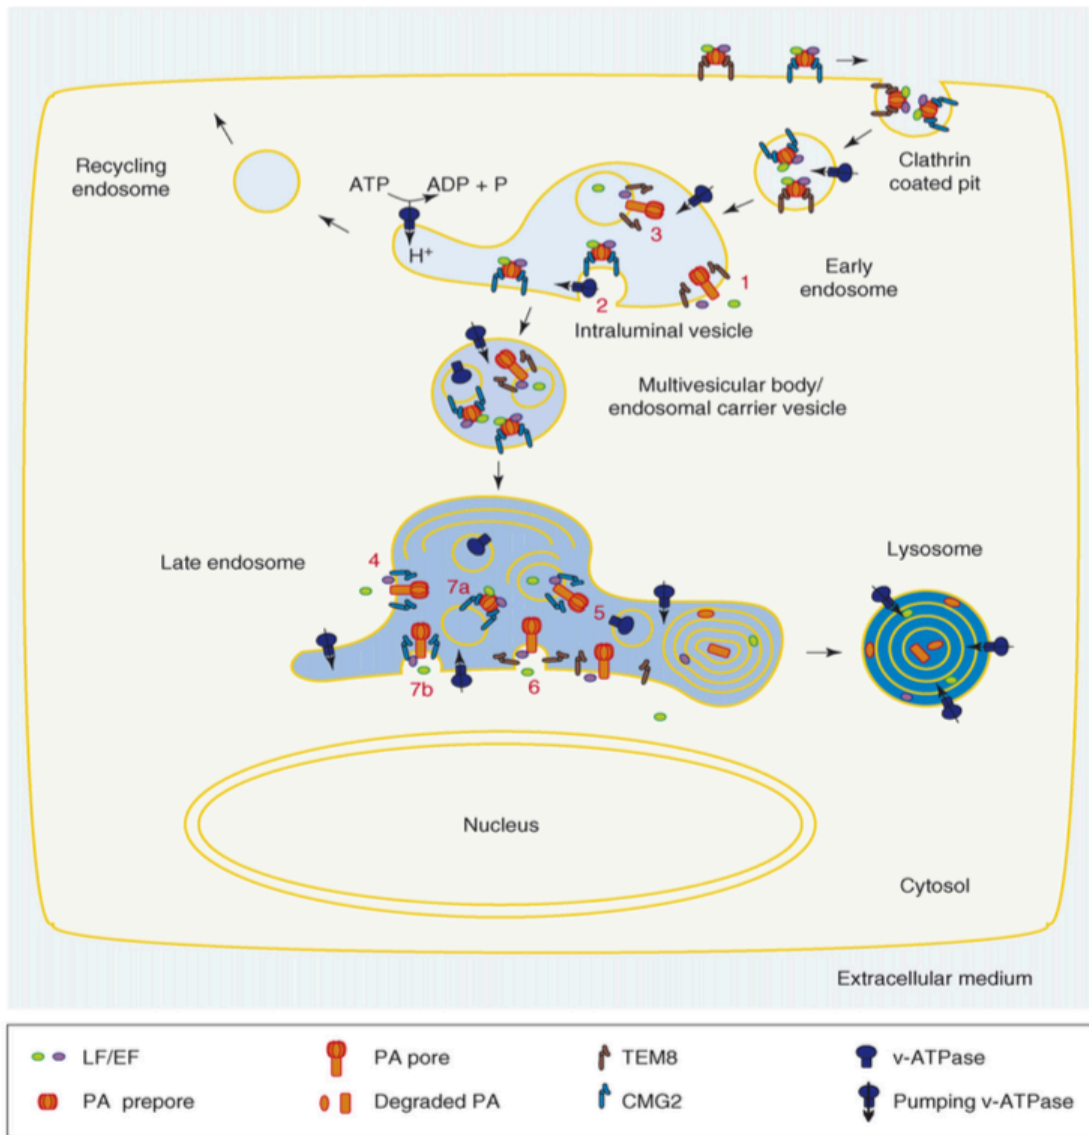 Recycling
endosome
ATP
ADP + P
H+
Clathrin
coated pit
3
1
2
Early
endosome
Intraluminal vesicle
Multivesicular body/
endosomal carrier vesicle
Late endosome
4
7a
5
7b
6
Lysosome
Nucleus
Cytosol
Extracellular medium
LF/EF
PA pore
TEM8
v-ATPase
PA prepore
Degraded PA
CMG2
Pumping v-ATPase